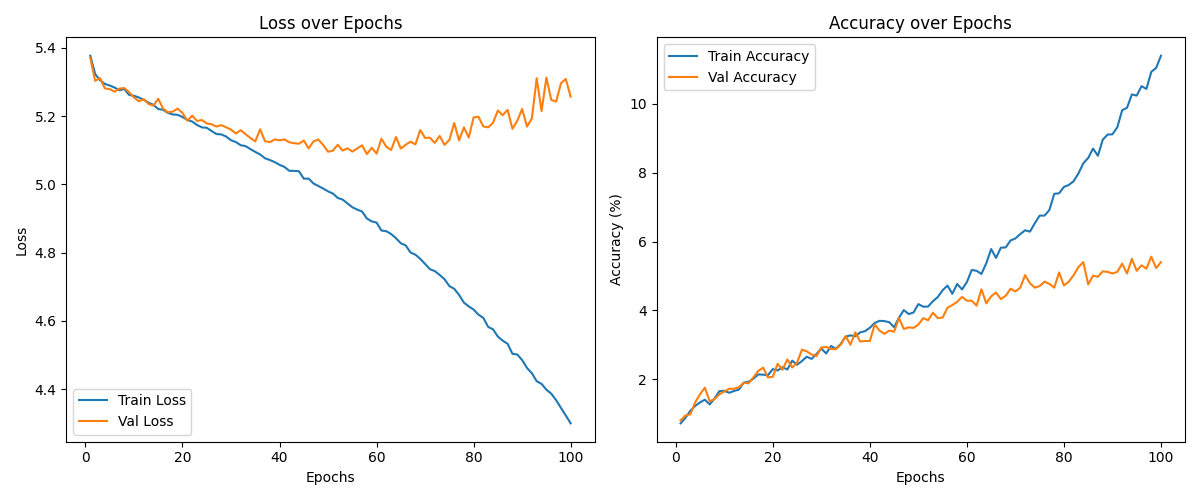 Loss over Epochs
5.4
5.2
5.0
4.8
4.6
4.4
Loss
Train Loss
Val Loss
0 20 40 60 80 100
Epochs
Accuracy over Epochs
Train Accuracy
Val Accuracy
10
8
6
4
2
Accuracy (%)
0 20 40 60 80 100
Epochs